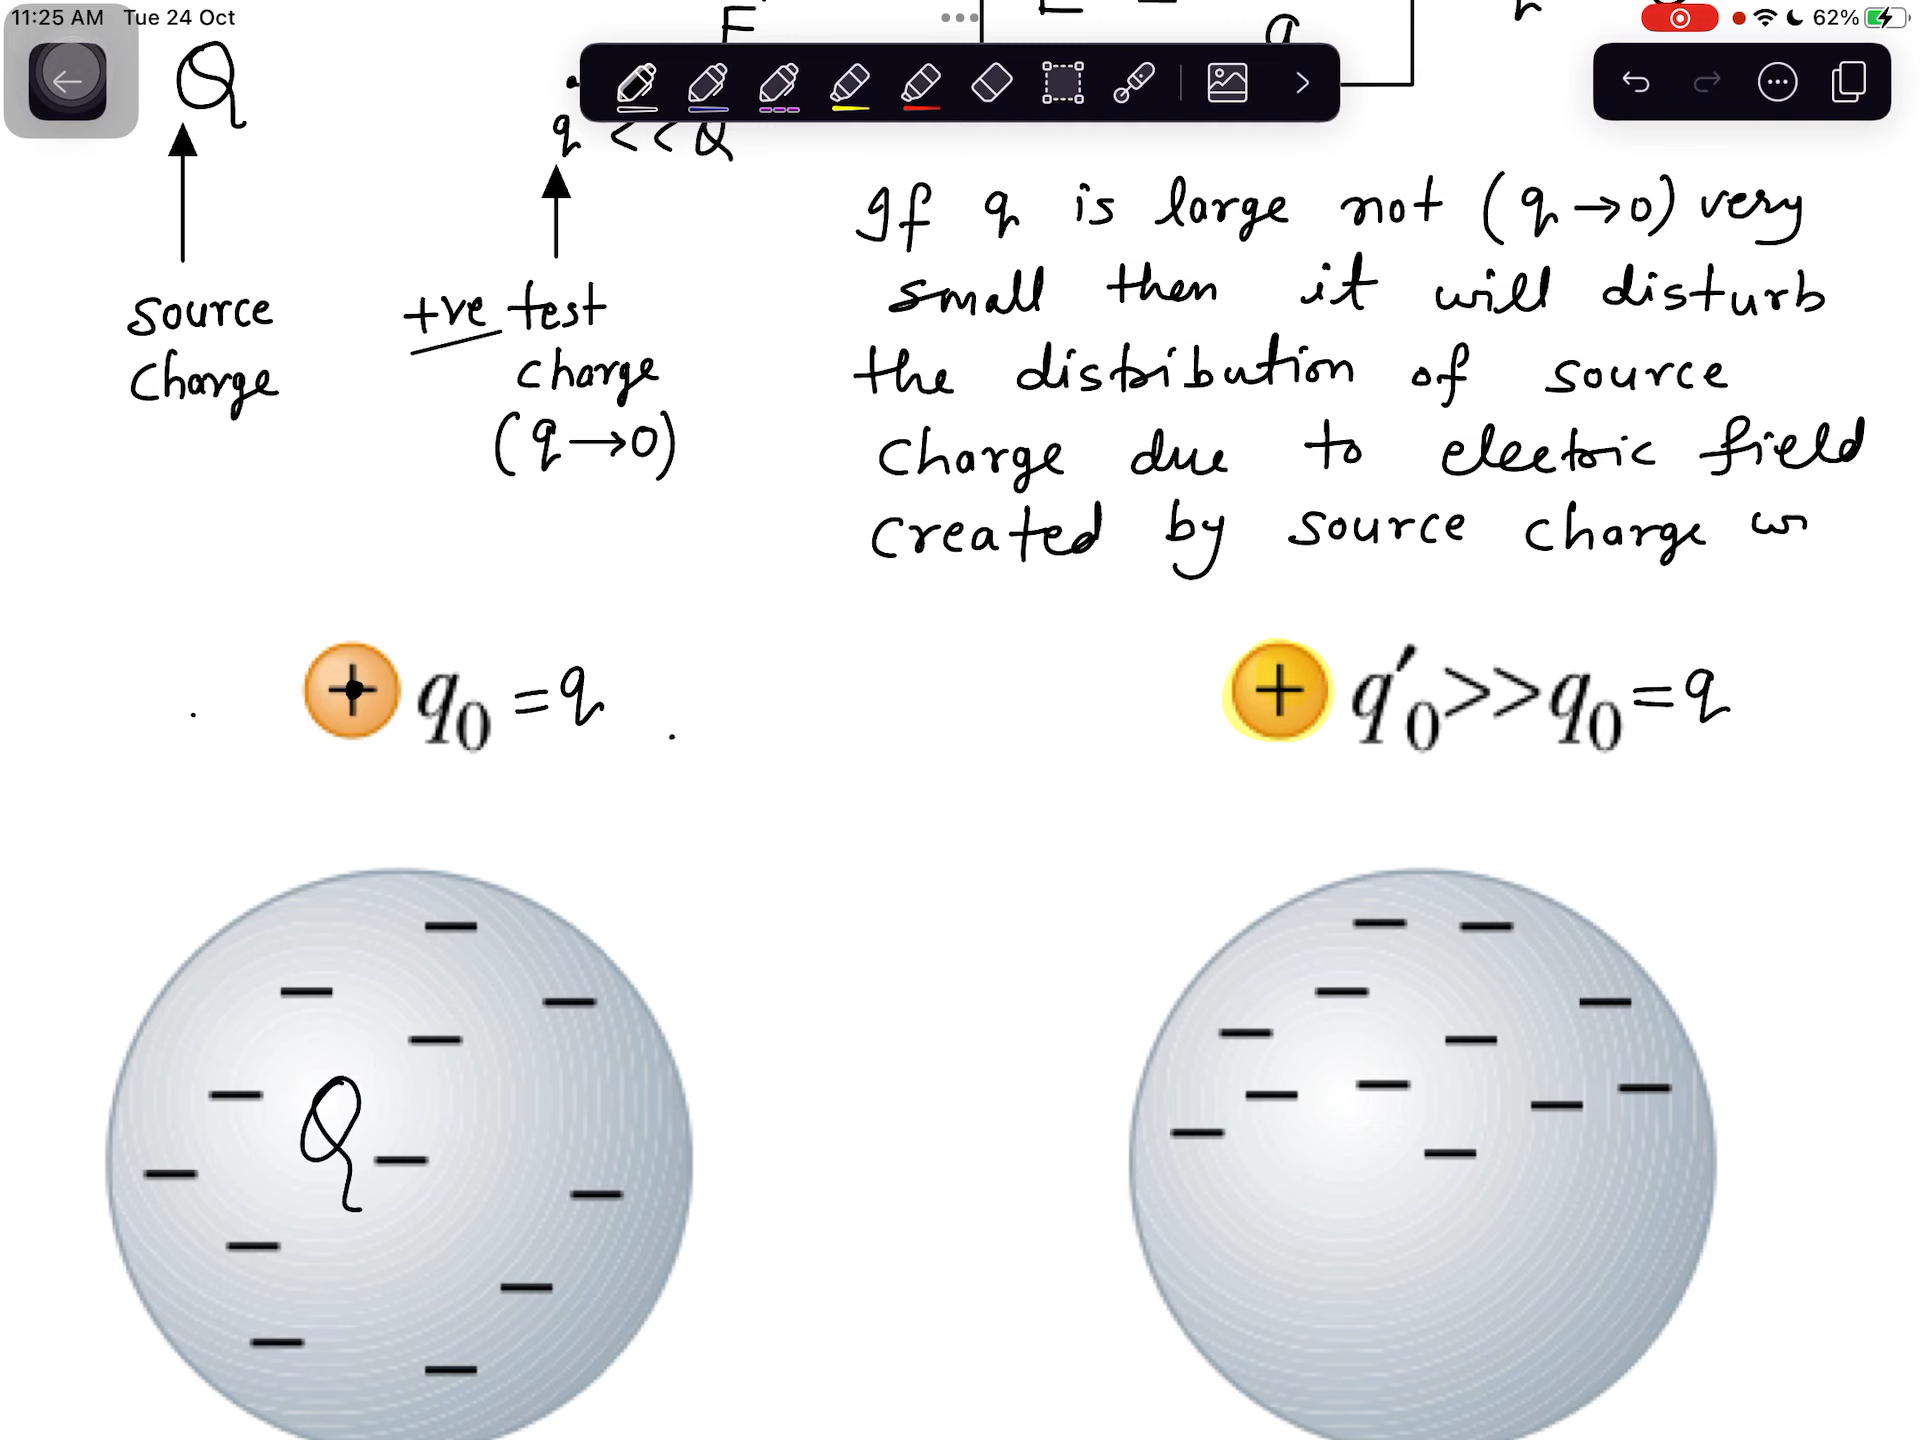 11:25 AM Tue 24 Oct
62%
Q
q << Q
Source
Charge
+ve test
charge
(q→0)
If q is large not (q→0) very
small then it will disturb
the distribution of source
charge due to electric field
created by source charge
+ q₀ = q
+ q′₀>>q₀ = q
Q